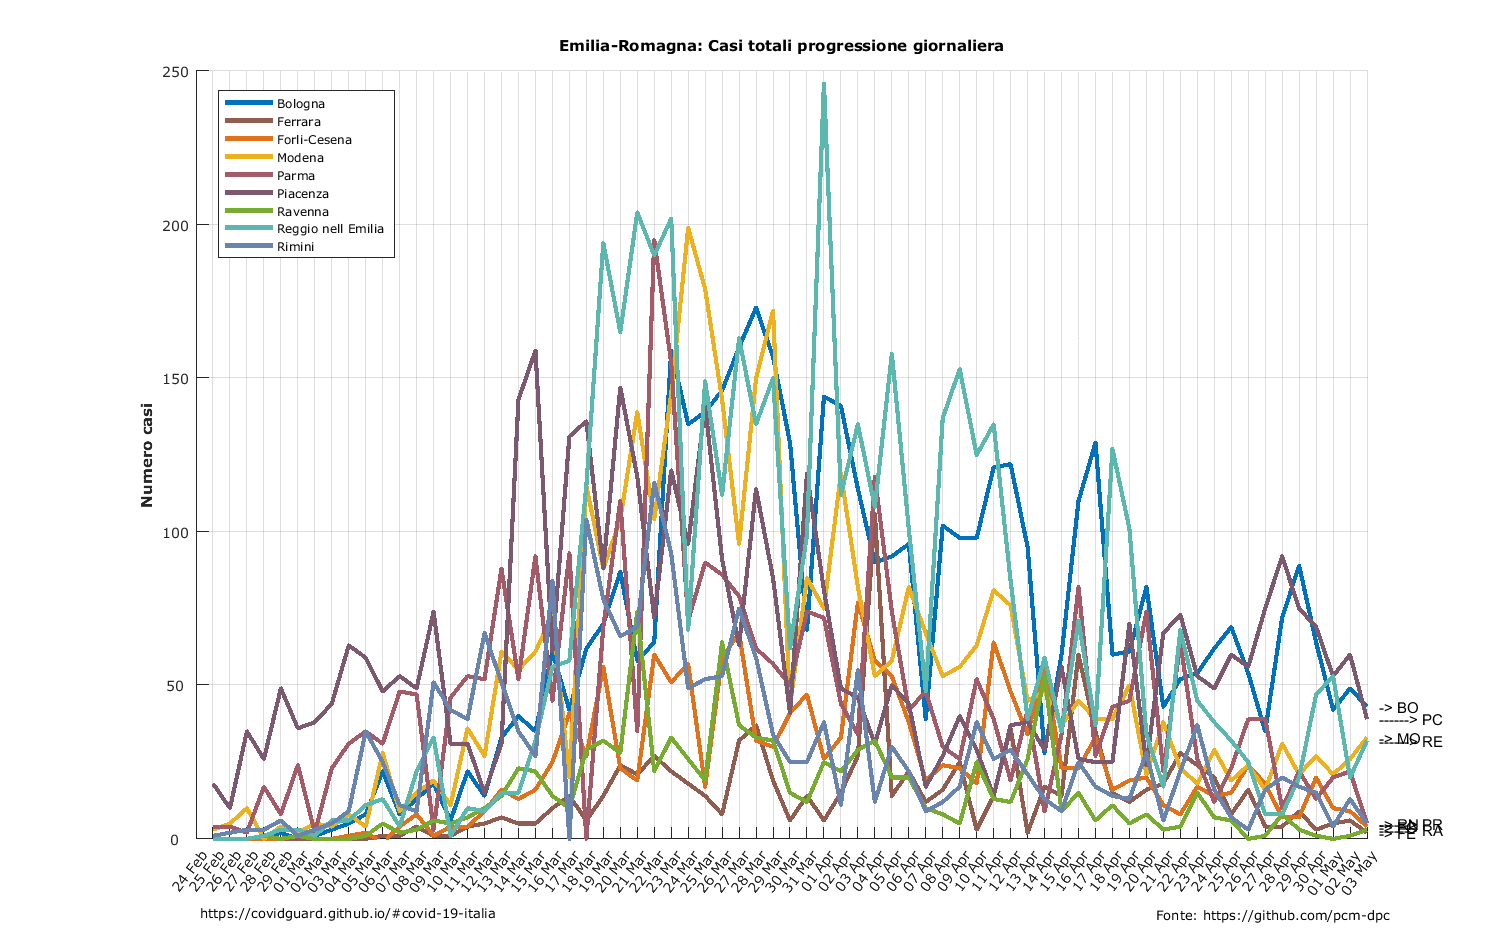 Emilia-Romagna: Casi totali progressione giornaliera
250
200
150
100
50
0
Numero casi
Bologna
Ferrara
Forli-Cesena
Modena
Parma
Piacenza
Ravenna
Reggio nell Emilia
Rimini
-> BO
------> PC
-> MO
------> RE
24 Feb
25 Feb
26 Feb
27 Feb
28 Feb
29 Feb
01 Mar
02 Mar
03 Mar
04 Mar
05 Mar
06 Mar
07 Mar
08 Mar
09 Mar
10 Mar
11 Mar
12 Mar
13 Mar
14 Mar
15 Mar
16 Mar
17 Mar
18 Mar
19 Mar
20 Mar
21 Mar
22 Mar
23 Mar
24 Mar
25 Mar
26 Mar
27 Mar
28 Mar
29 Mar
30 Mar
31 Mar
01 Apr
02 Apr
03 Apr
04 Apr
05 Apr
06 Apr
07 Apr
08 Apr
09 Apr
10 Apr
11 Apr
12 Apr
13 Apr
14 Apr
15 Apr
16 Apr
17 Apr
18 Apr
19 Apr
20 Apr
21 Apr
22 Apr
23 Apr
24 Apr
25 Apr
26 Apr
27 Apr
28 Apr
29 Apr
30 Apr
01 May
02 May
03 May
https://covidguard.github.io/#covid-19-italia
Fonte: https://github.com/pcm-dpc